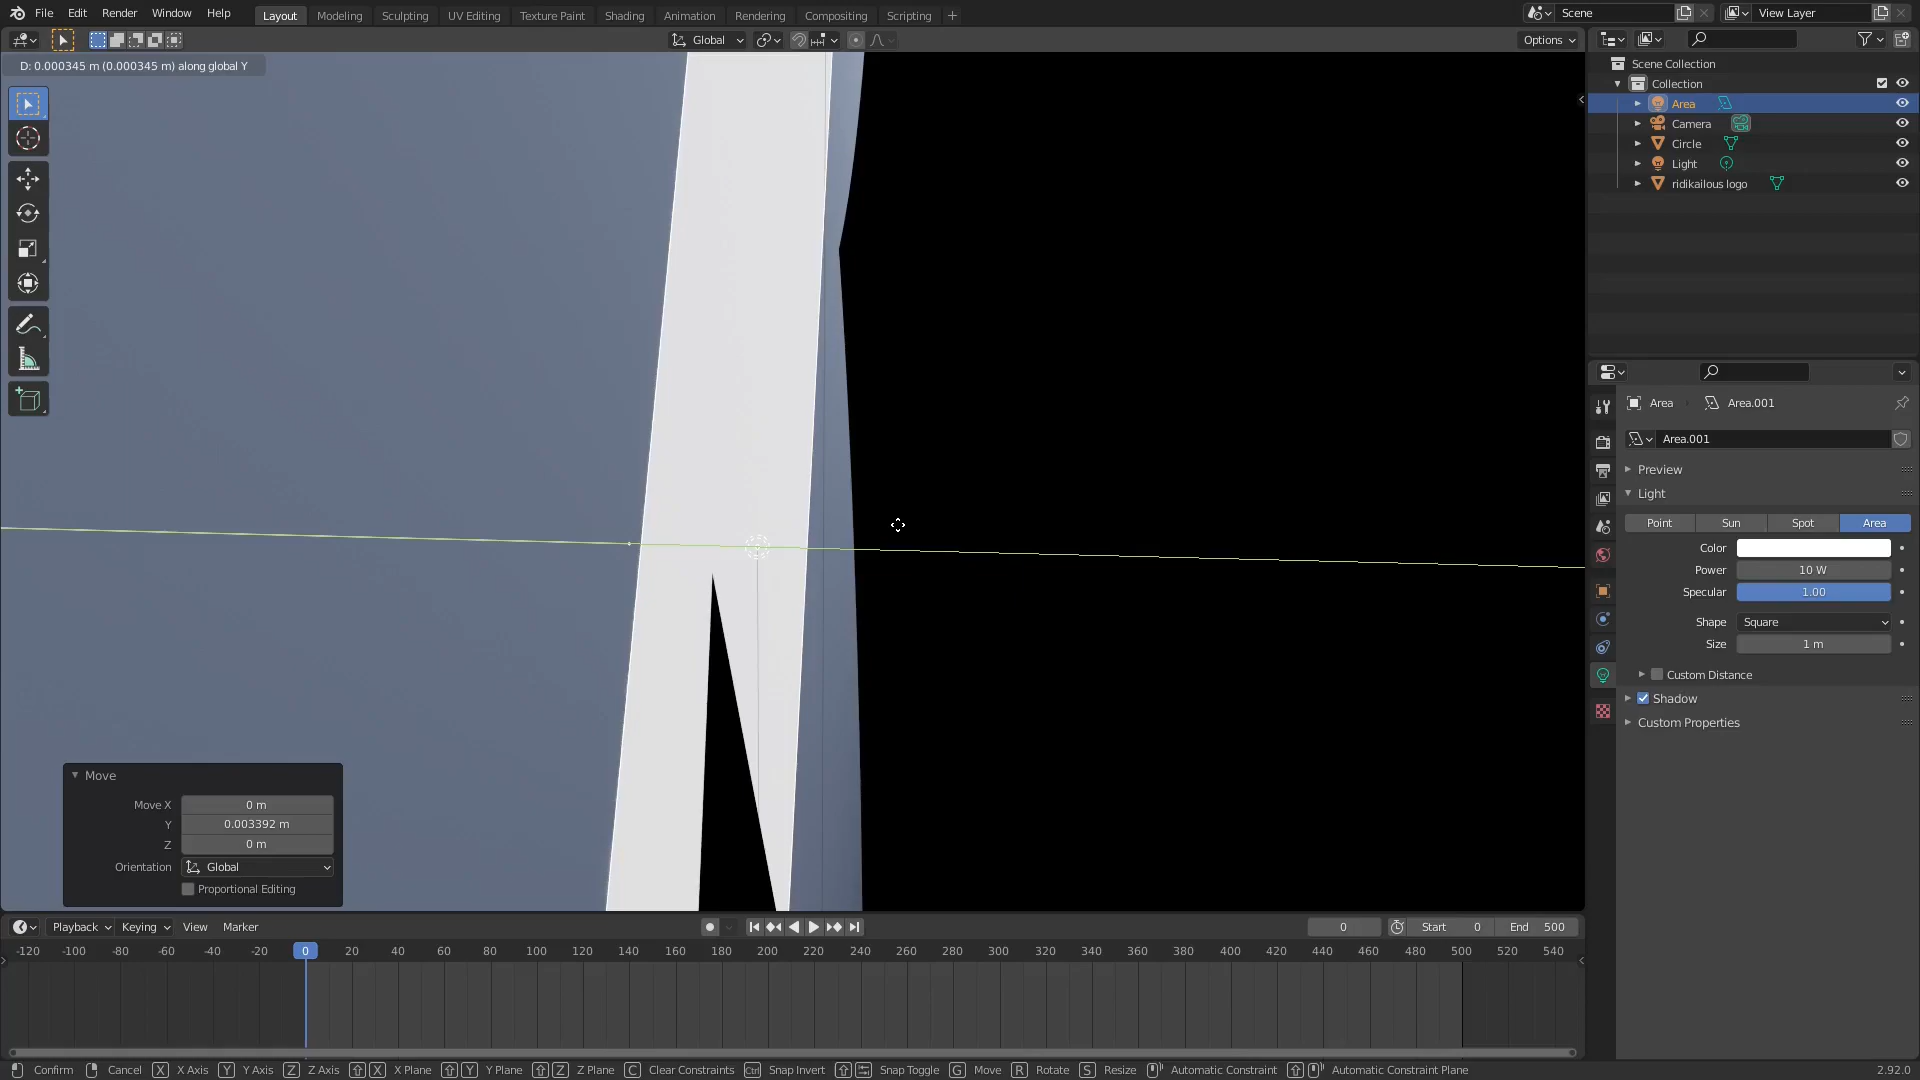 File Edit Render Window Help
Layout Modeling Sculpting UV Editing Texture Paint Shading Animation Rendering Compositing Scripting +
Scene View Layer
Global Options
D: 0.000345 m (0.000345 m) along global Y
Scene Collection
Collection
Area
Camera
Circle
Light
ridikailous logo
Area Area.001
Area.001
Preview
Light
Point Sun Spot Area
Color
Power 10 W
Specular 1.00
Shape Square
Size 1 m
Custom Distance
Shadow
Custom Properties
Move
Move X 0 m
Y 0.003392 m
Z 0 m
Orientation Global
Proportional Editing
Playback Keying View Marker 0 Start 0 End 500
-120 -100 -80 -60 -40 -20 0 20 40 60 80 100 120 140 160 180 200 220 240 260 280 300 320 340 360 380 400 420 440 460 480 500 520 540
Confirm Cancel X X Axis Y Y Axis Z Z Axis X X Plane Y Y Plane Z Z Plane C Clear Constraints Ctrl Snap Invert Snap Toggle G Move R Rotate S Resize Automatic Constraint Automatic Constraint Plane 2.92.0